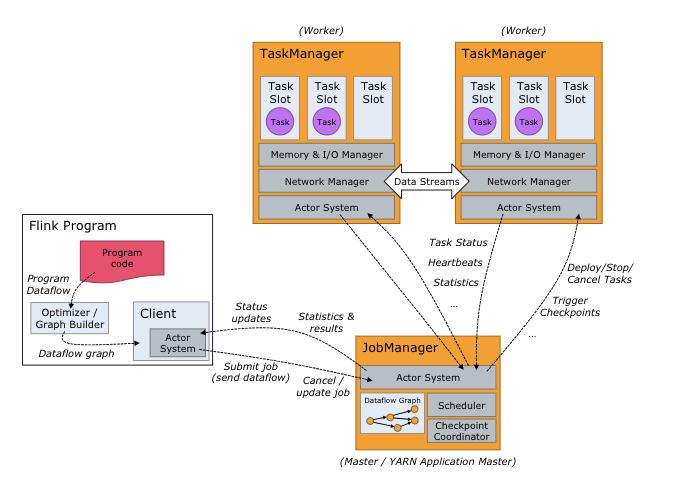 (Worker)
(Worker)
TaskManager
TaskManager
Task
Slot
Task
Slot
Task
Slot
Task
Slot
Task
Slot
Task
Slot
Task
Task
Task
Task
Memory & I/O Manager
Memory & I/O Manager
Network Manager
Data Streams
Network Manager
Actor System
Actor System
Flink Program
Program
code
Program
Dataflow
Optimizer /
Graph Builder
Dataflow graph
Client
Actor
System
Task Status
Heartbeats
Statistics
...
Deploy/Stop/
Cancel Tasks
Trigger
Checkpoints
...
Status
updates
Statistics &
results
Submit job
(send dataflow)
Cancel /
update job
JobManager
Actor System
Dataflow Graph
Scheduler
Checkpoint
Coordinator
(Master / YARN Application Master)